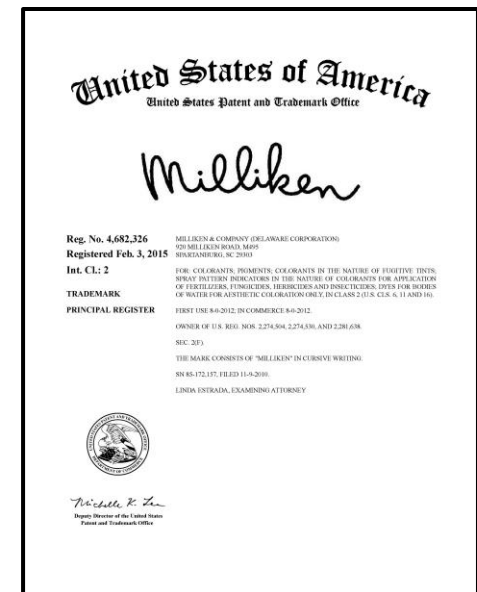 United States of America
United States Patent and Trademark Office
Milliken
Reg. No. 4,682,326
Registered Feb. 3, 2015
Int. Cl.: 2
TRADEMARK
PRINCIPAL REGISTER
MILLIKEN & COMPANY (DELAWARE CORPORATION)
920 MILLIKEN ROAD, M495
SPARTANBURG, SC 29303
FOR: COLORANTS; PIGMENTS; COLORANTS IN THE NATURE OF FUGITIVE TINTS;
SPRAY PATTERN INDICATORS IN THE NATURE OF COLORANTS FOR APPLICATION
OF FERTILIZERS, FUNGICIDES, HERBICIDES AND INSECTICIDES; DYES FOR BODIES
OF WATER FOR AESTHETIC COLORATION ONLY, IN CLASS 2 (U.S. CLS. 6, 11 AND 16).
FIRST USE 8-0-2012; IN COMMERCE 8-0-2012.
OWNER OF U.S. REG. NOS. 2,274,504, 2,274,530, AND 2,281,638.
SEC. 2(F).
THE MARK CONSISTS OF "MILLIKEN" IN CURSIVE WRITING.
SN 85-172,157, FILED 11-9-2010.
LINDA ESTRADA, EXAMINING ATTORNEY
Michelle K. Lee
Deputy Director of the United States
Patent and Trademark Office